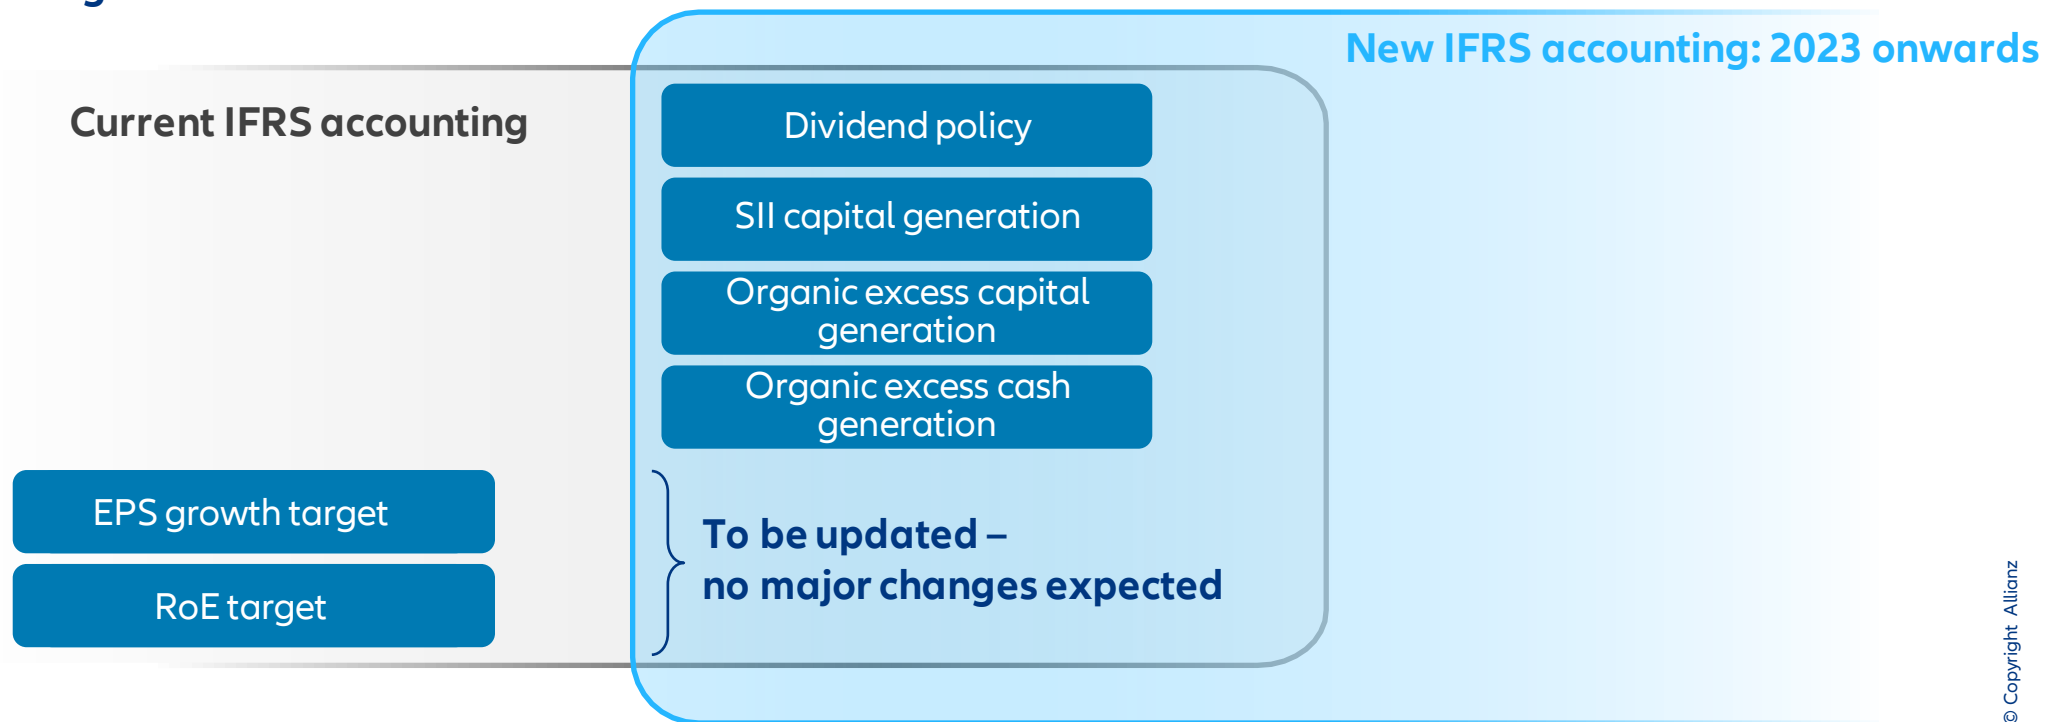 New IFRS accounting: 2023 onwards
Current IFRS accounting
Dividend policy
SII capital generation
Organic excess capital
generation
Organic excess cash
generation
EPS growth target
RoE target
To be updated –
no major changes expected
© Copyright Allianz